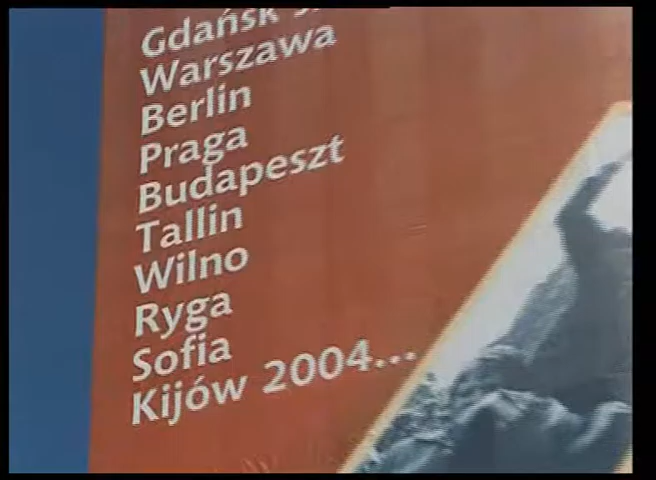 Gdańsk
Warszawa
Berlin
Praga
Budapeszt
Tallin
Wilno
Ryga
Sofia
Kijów 2004...